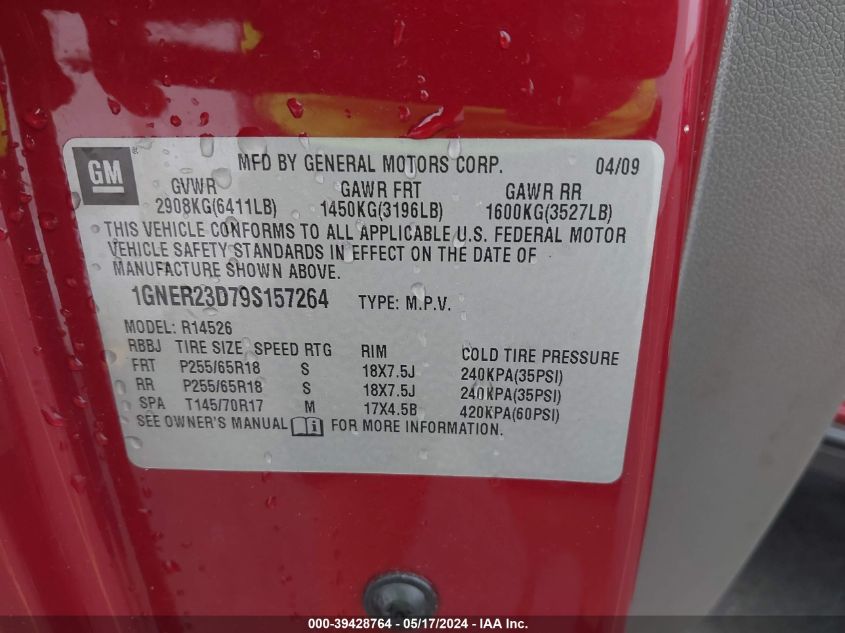 GM
MFD BY GENERAL MOTORS CORP. 04/09
GVWR GAWR FRT GAWR RR
2908KG(6411LB) 1450KG(3196LB) 1600KG(3527LB)
THIS VEHICLE CONFORMS TO ALL APPLICABLE U.S. FEDERAL MOTOR
VEHICLE SAFETY STANDARDS IN EFFECT ON THE DATE OF
MANUFACTURE SHOWN ABOVE.
1GNER23D79S157264 TYPE: M.P.V.
MODEL: R14526
RBBJ TIRE SIZE SPEED RTG RIM COLD TIRE PRESSURE
FRT P255/65R18 S 18X7.5J 240KPA(35PSI)
RR P255/65R18 S 18X7.5J 240KPA(35PSI)
SPA T145/70R17 M 17X4.5B 420KPA(60PSI)
SEE OWNER'S MANUAL i FOR MORE INFORMATION.
000-39428764 - 05/17/2024 - IAA Inc.